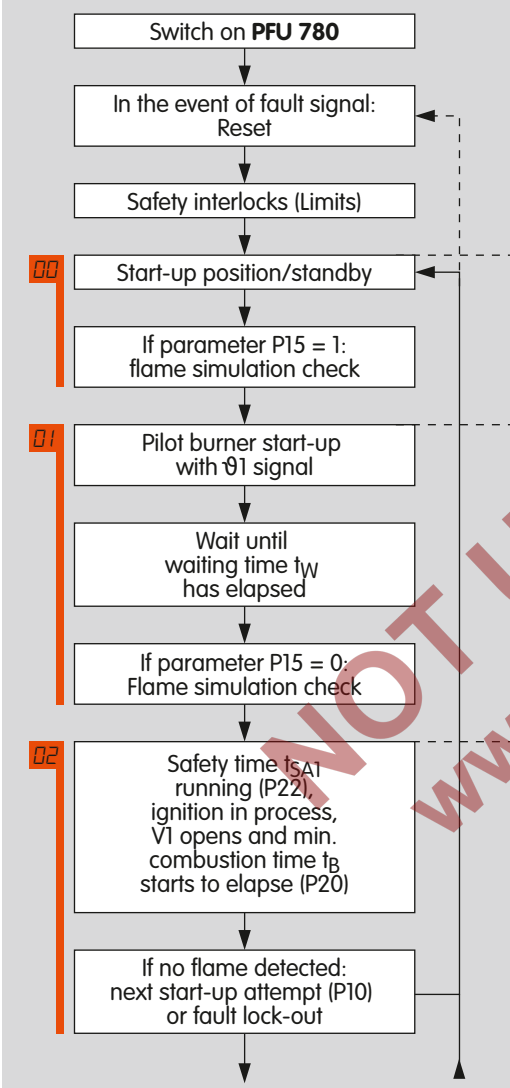 Switch on PFU 780
In the event of fault signal:
Reset
Safety interlocks (Limits)
00
Start-up position/standby
If parameter P15 = 1:
flame simulation check
01
Pilot burner start-up
with ϑ1 signal
Wait until
waiting time tW
has elapsed
If parameter P15 = 0:
Flame simulation check
02
Safety time tSA1
running (P22),
ignition in process,
V1 opens and min.
combustion time tB
starts to elapse (P20)
If no flame detected:
next start-up attempt (P10)
or fault lock-out
NOT